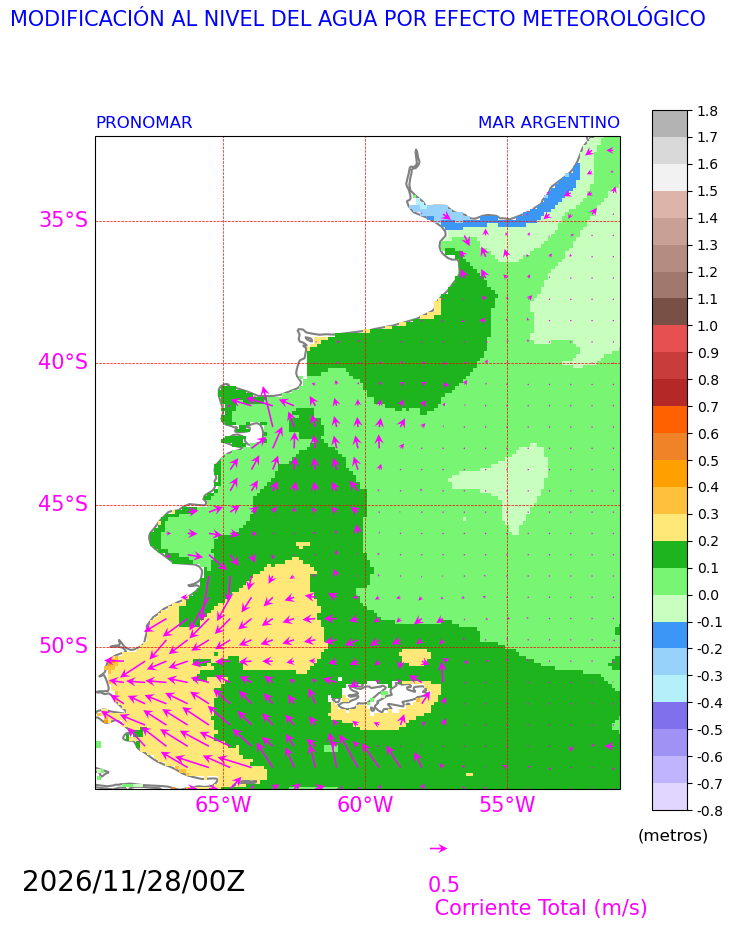 MODIFICACIÓN AL NIVEL DEL AGUA POR EFECTO METEOROLÓGICO
PRONOMAR
MAR ARGENTINO
35°S
40°S
45°S
50°S
65°W
60°W
55°W
1.8
1.7
1.6
1.5
1.4
1.3
1.2
1.1
1.0
0.9
0.8
0.7
0.6
0.5
0.4
0.3
0.2
0.1
0.0
-0.1
-0.2
-0.3
-0.4
-0.5
-0.6
-0.7
-0.8
(metros)
2026/11/28/00Z
0.5
Corriente Total (m/s)